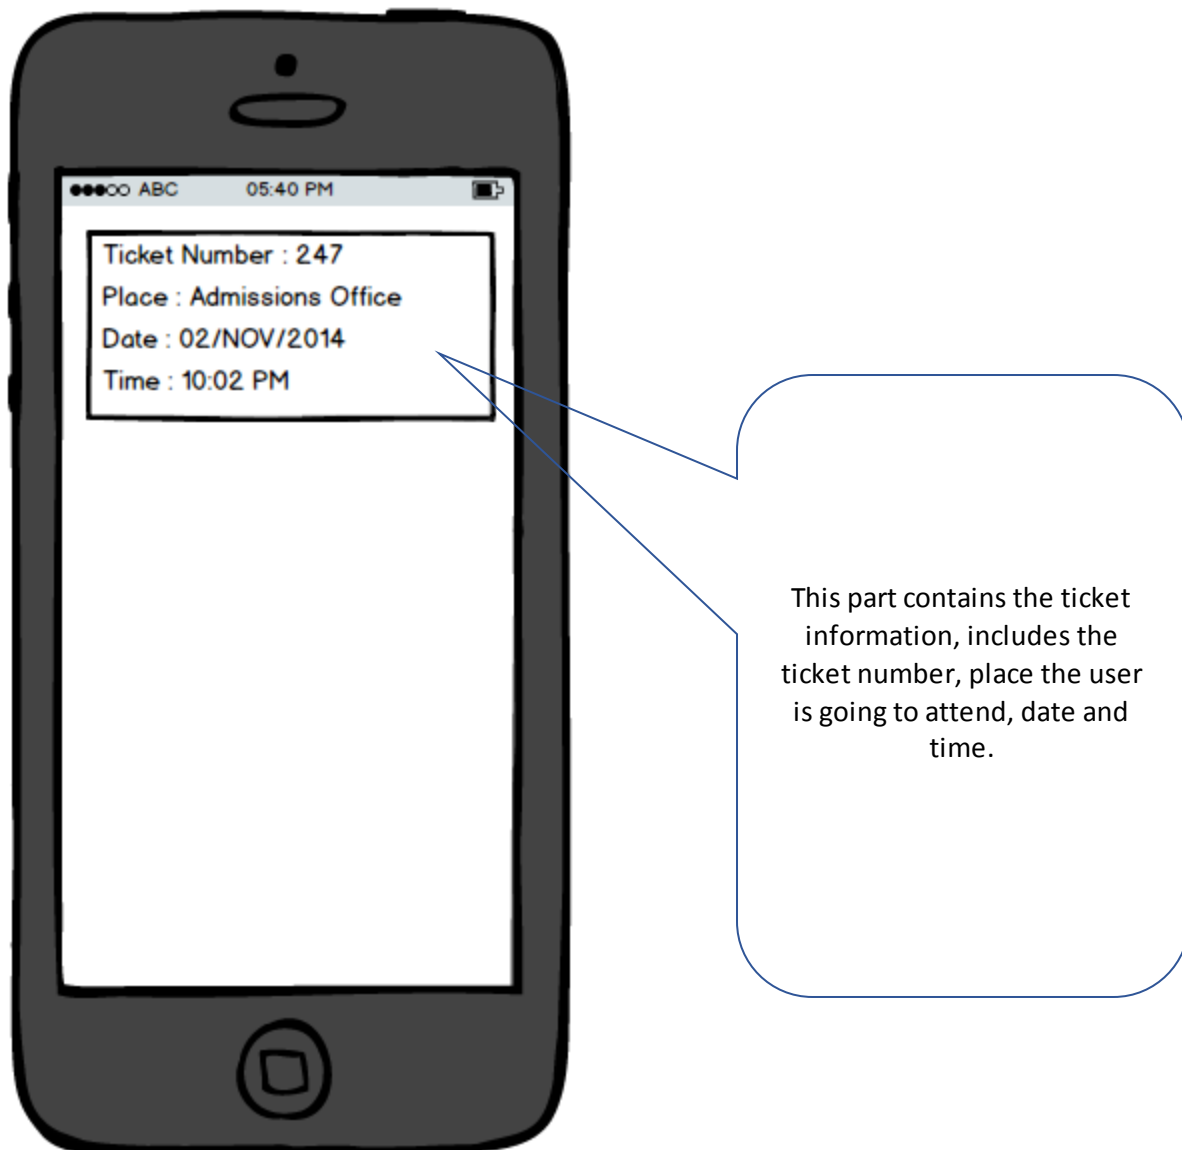 ABC 05:40 PM
Ticket Number : 247
Place : Admissions Office
Date : 02/NOV/2014
Time : 10:02 PM
This part contains the ticket
information, includes the
ticket number, place the user
is going to attend, date and
time.